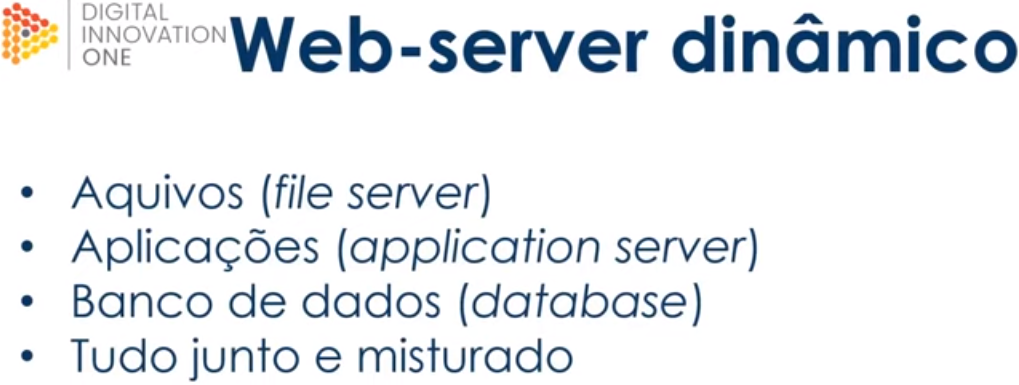 DIGITAL
INNOVATION
ONE
Web-server dinâmico
• Aquivos (file server)
• Aplicações (application server)
• Banco de dados (database)
• Tudo junto e misturado